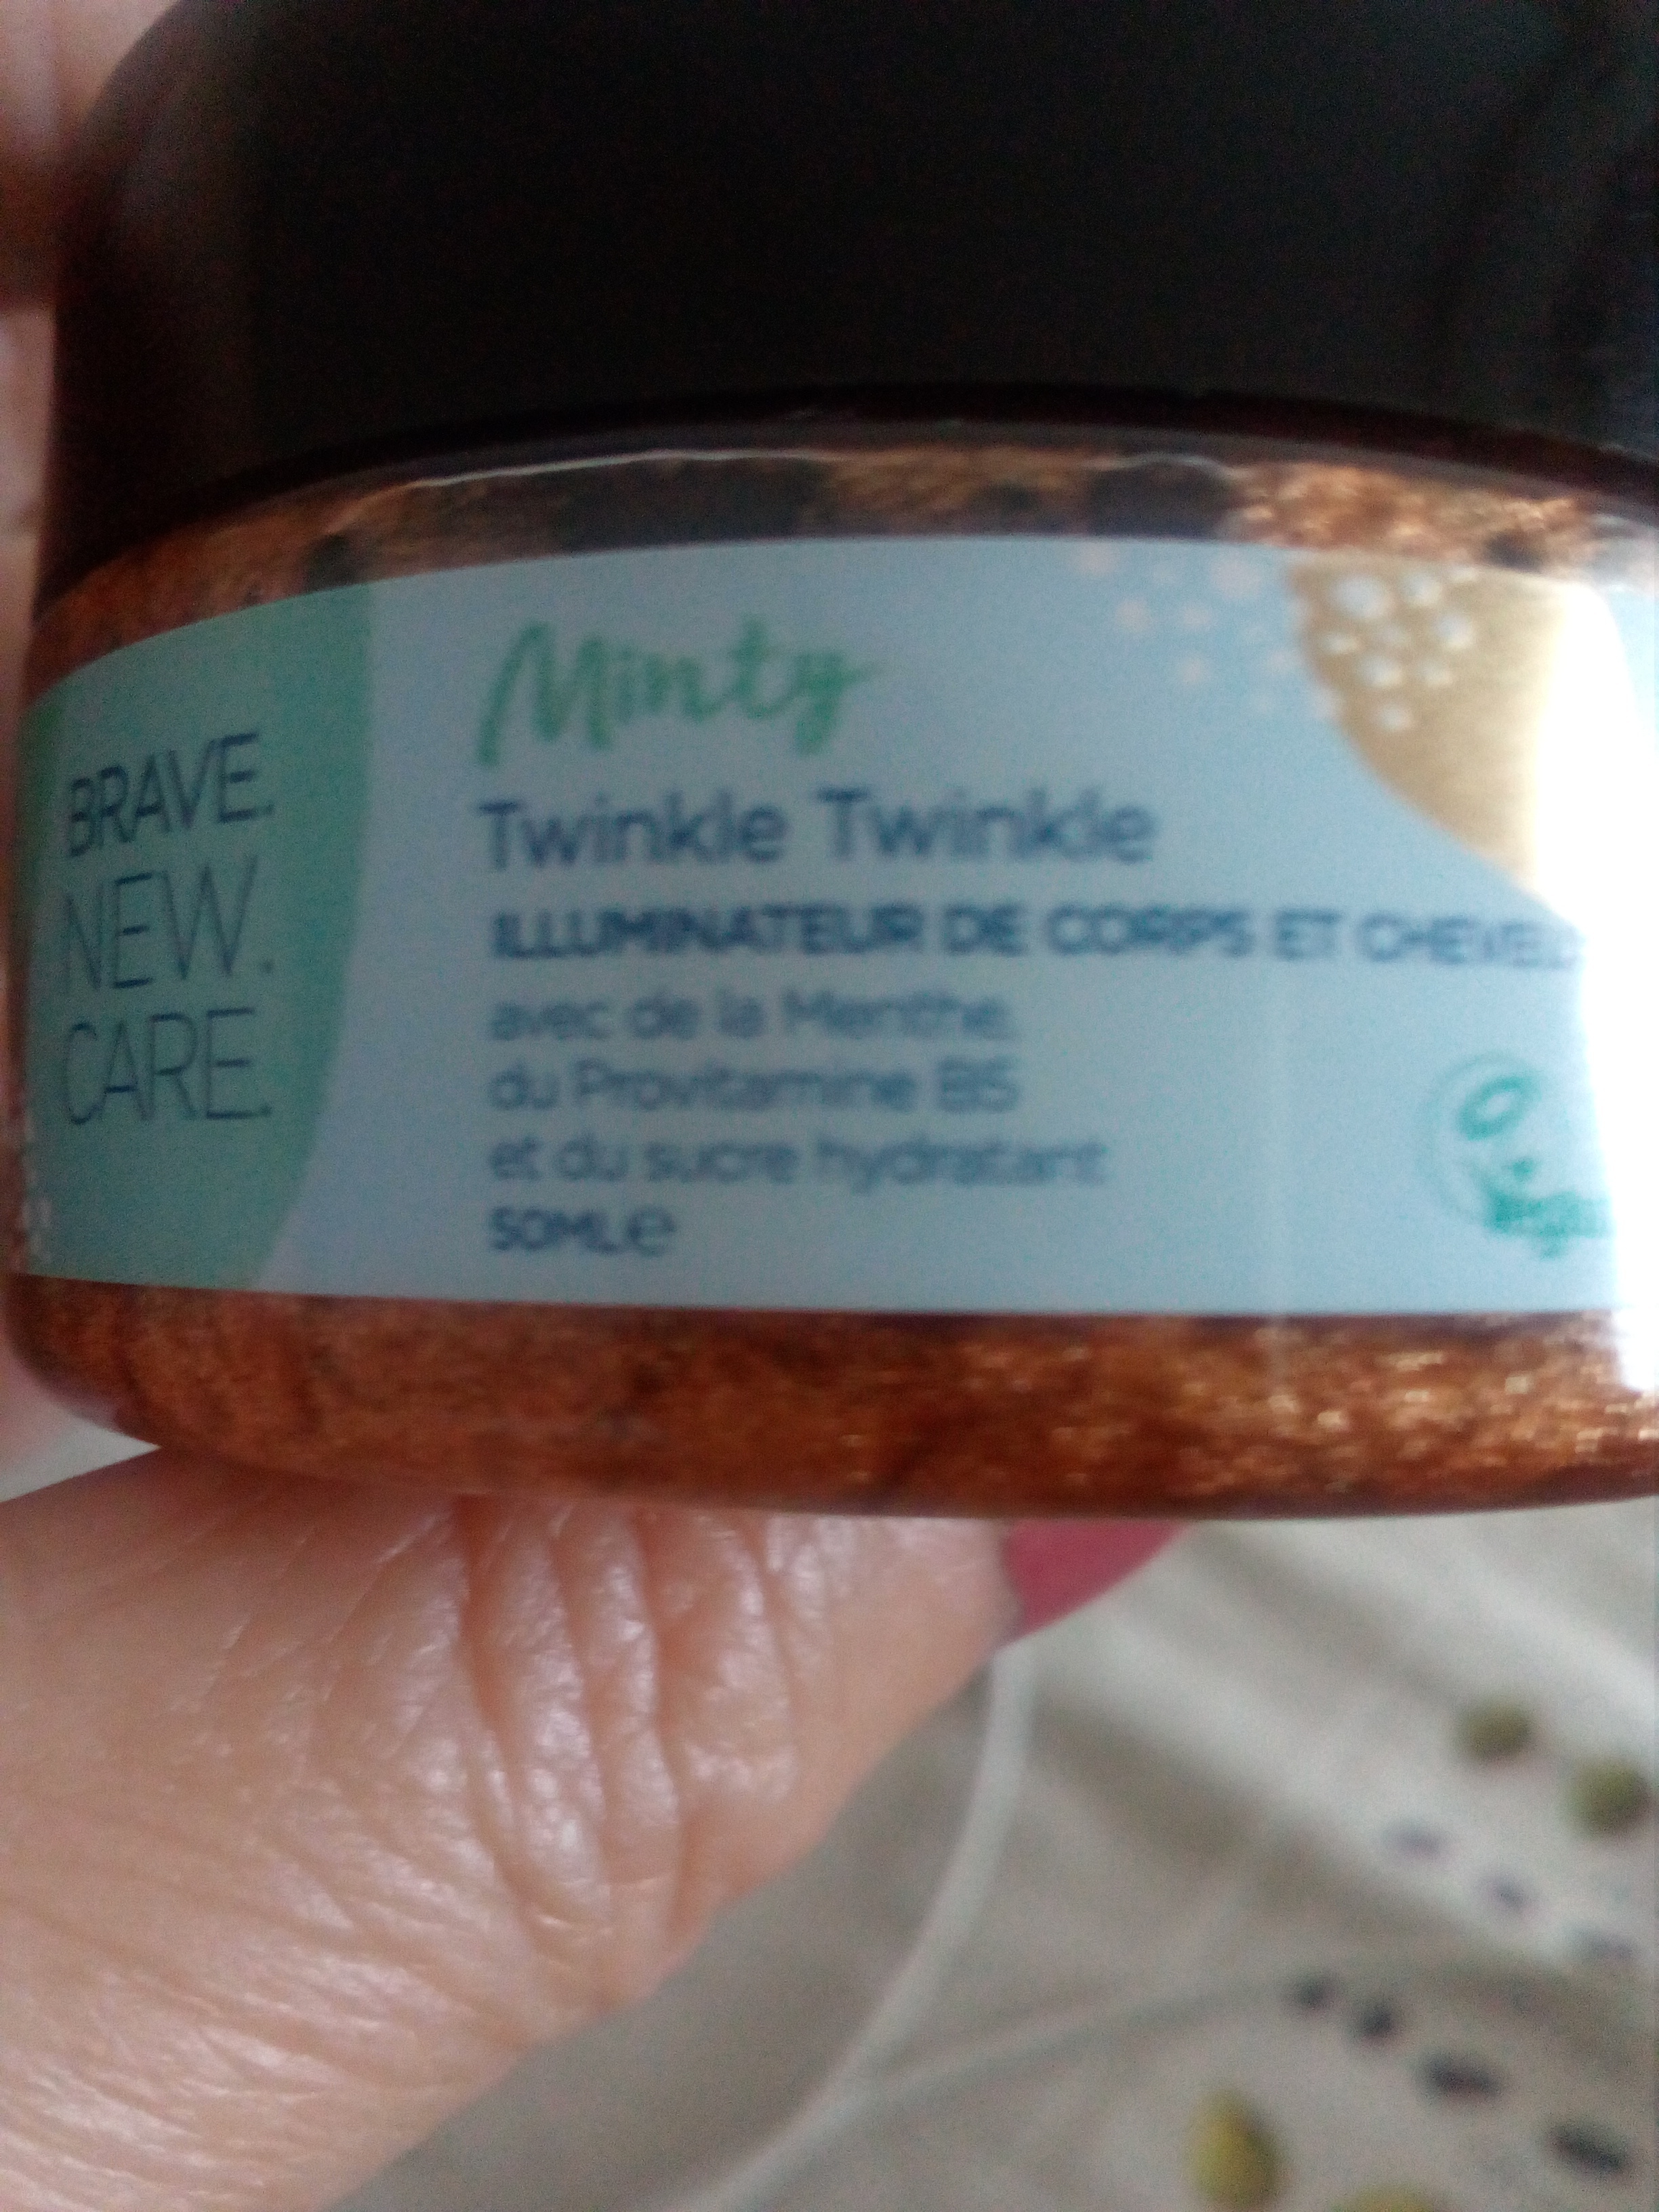 BRAVE.
NEW.
CARE.
Minty
Twinkle Twinkle
ILLUMINATEUR DE CORPS ET
avec de la Menthe,
du Provitamine B5
et du sucre hydratant
50ML℮